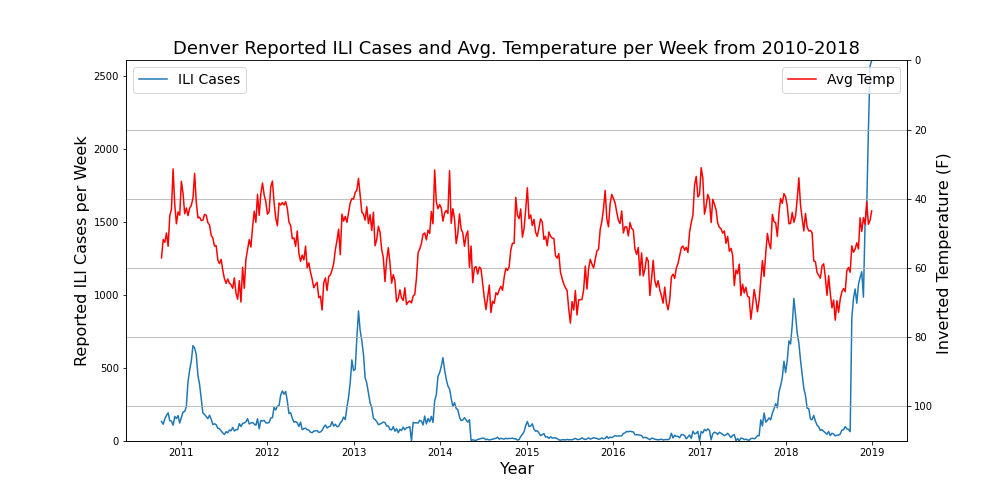 Denver Reported ILI Cases and Avg. Temperature per Week from 2010-2018
ILI Cases
Avg Temp
Reported ILI Cases per Week
2500
2000
1500
1000
500
0
Inverted Temperature (F)
0
20
40
60
80
100
2011 2012 2013 2014 2015 2016 2017 2018 2019
Year